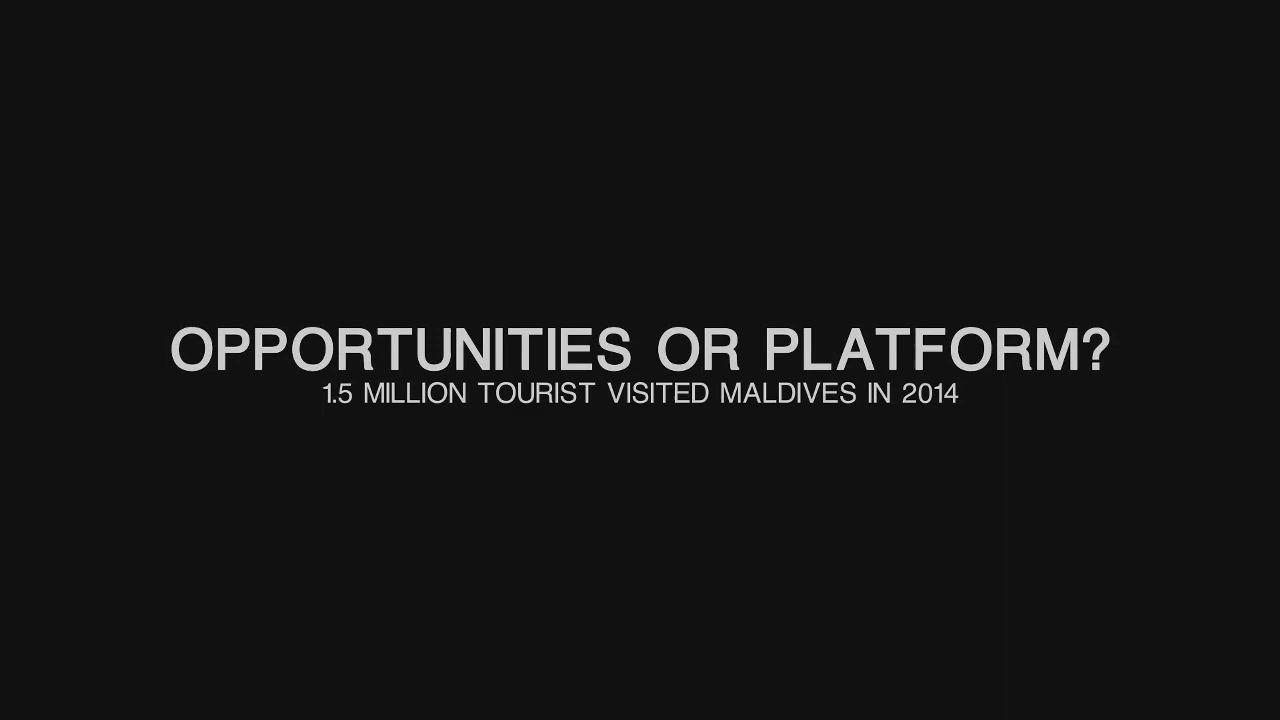 OPPORTUNITIES OR PLATFORM?
1.5 MILLION TOURIST VISITED MALDIVES IN 2014